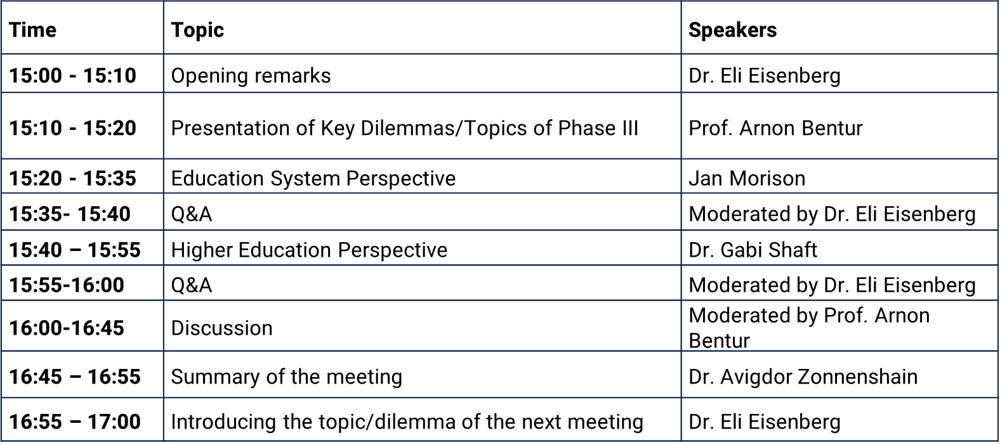 Time Topic Speakers
15:00 - 15:10 Opening remarks Dr. Eli Eisenberg
15:10 - 15:20 Presentation of Key Dilemmas/Topics of Phase III Prof. Arnon Bentur
15:20 - 15:35 Education System Perspective Jan Morison
15:35- 15:40 Q&A Moderated by Dr. Eli Eisenberg
15:40 – 15:55 Higher Education Perspective Dr. Gabi Shaft
15:55-16:00 Q&A Moderated by Dr. Eli Eisenberg
16:00-16:45 Discussion Moderated by Prof. Arnon
Bentur
16:45 – 16:55 Summary of the meeting Dr. Avigdor Zonnenshain
16:55 – 17:00 Introducing the topic/dilemma of the next meeting Dr. Eli Eisenberg